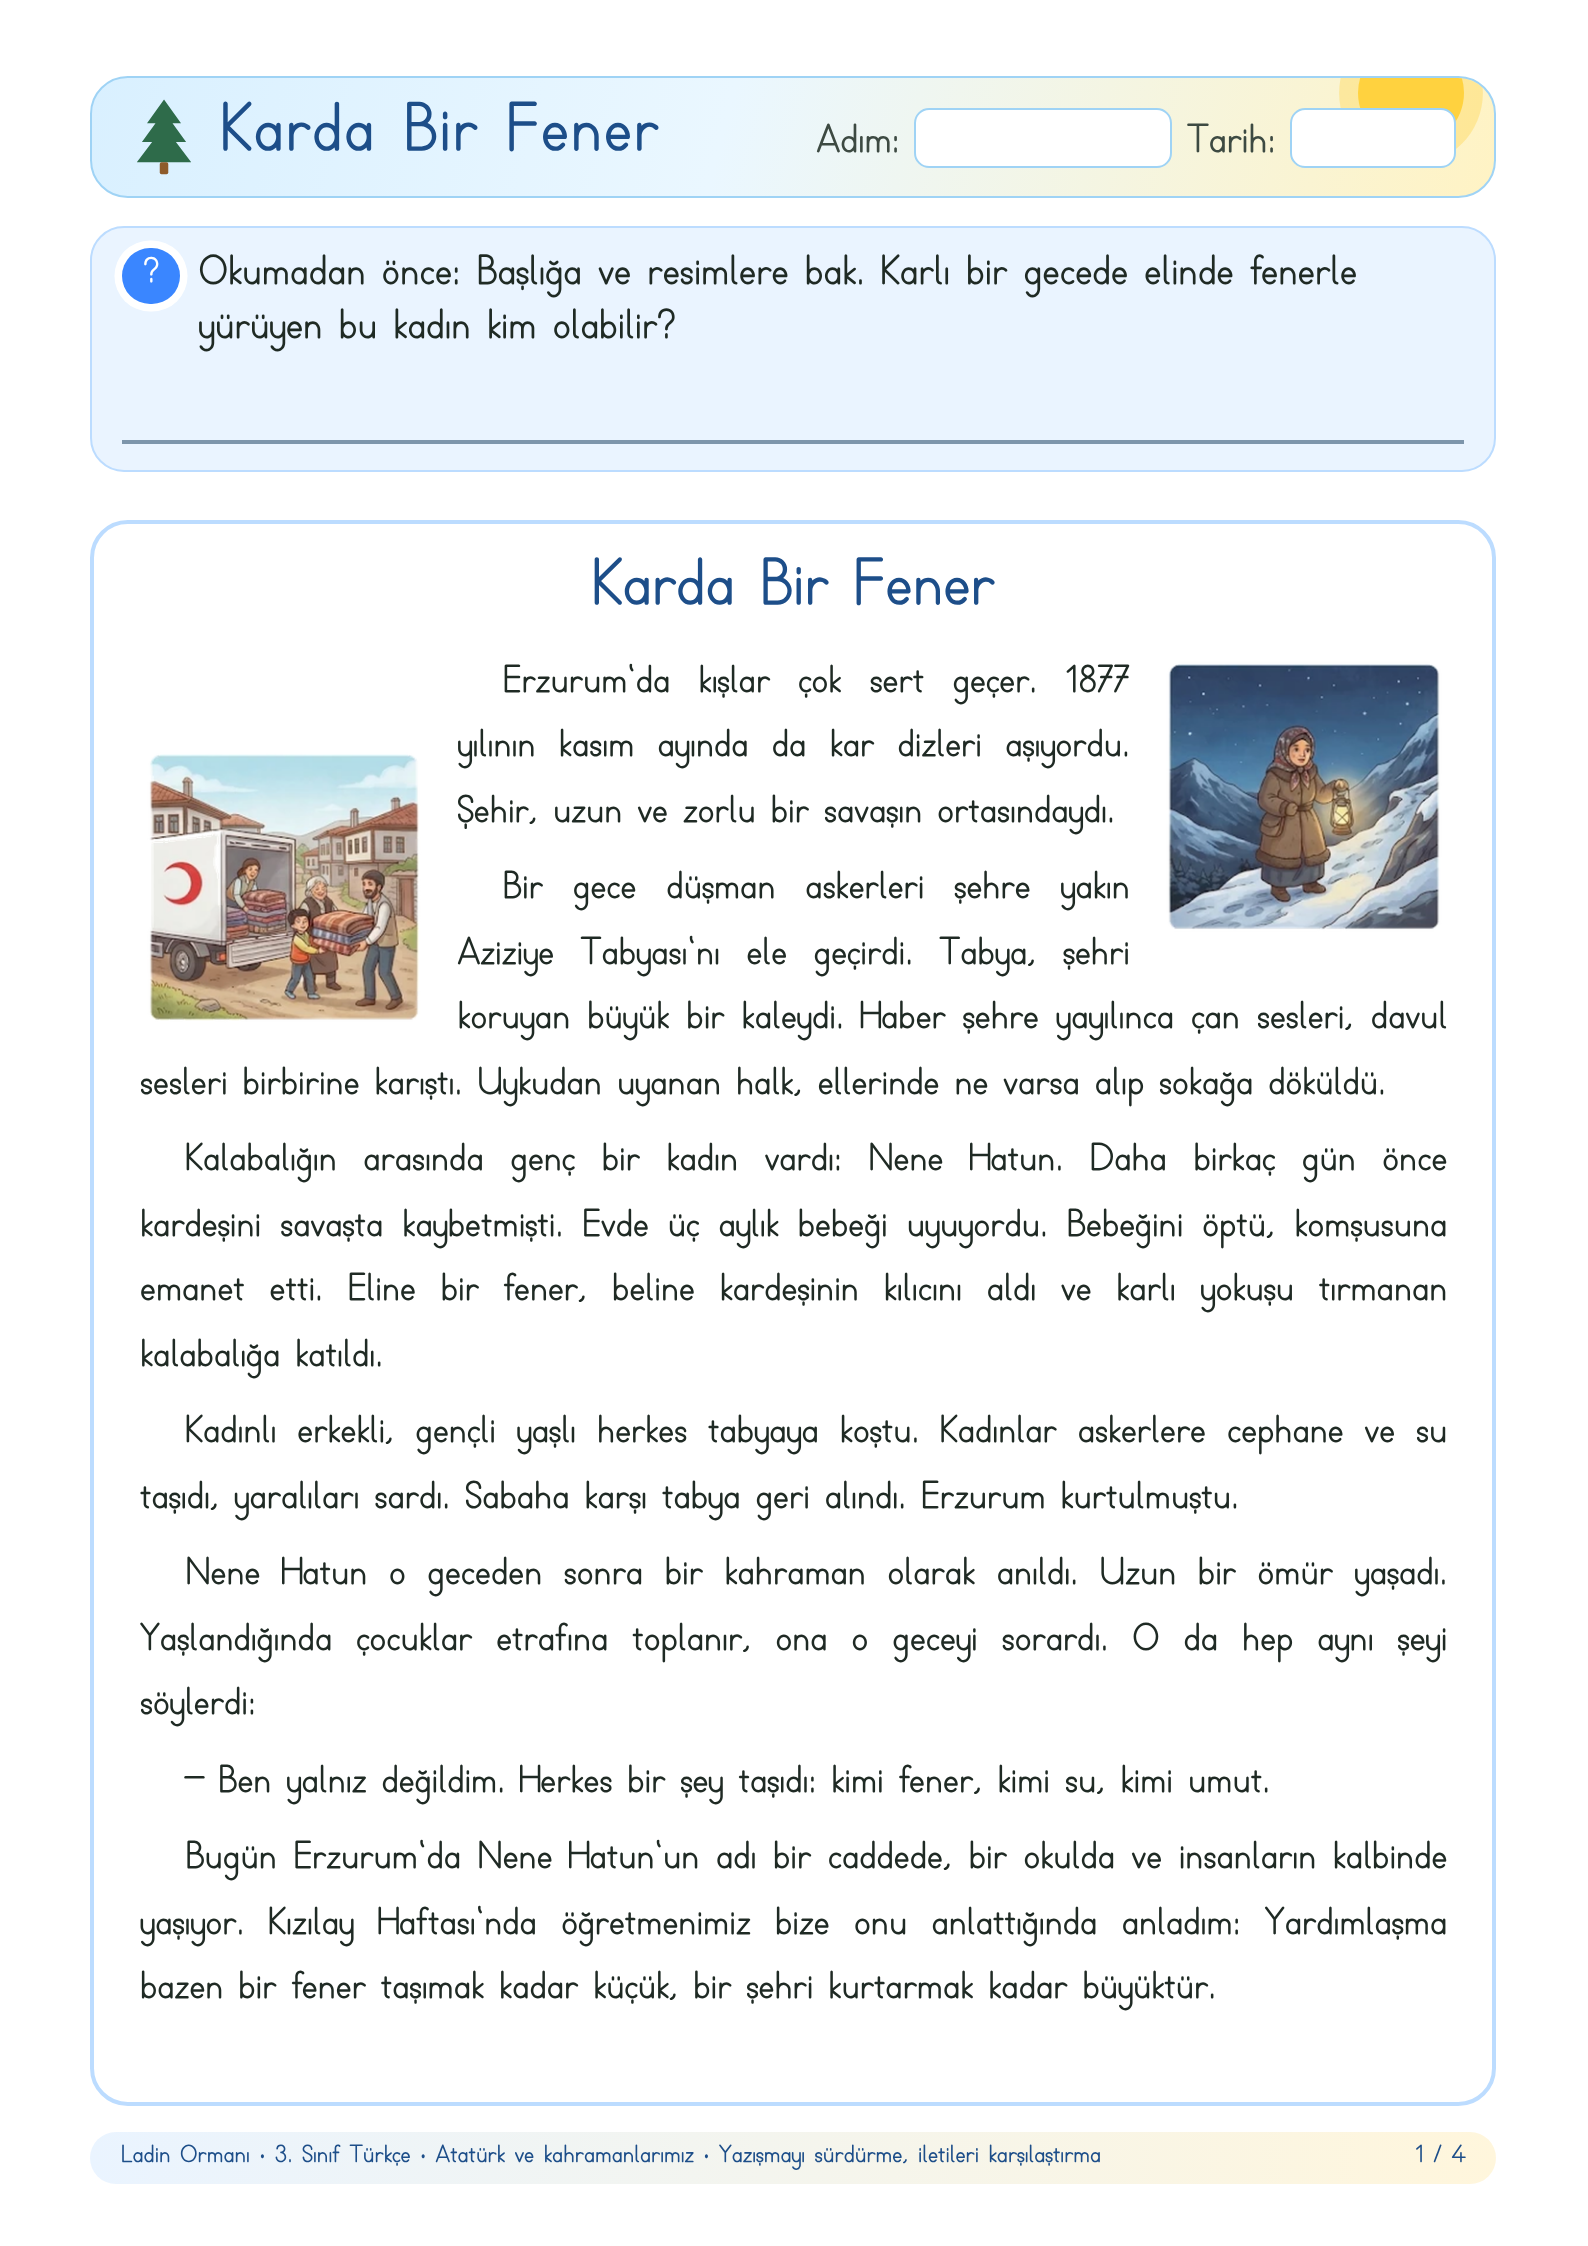 Karda Bir Fener
Adım:
Tarih:
?
Okumadan önce: Başlığa ve resimlere bak. Karlı bir gecede elinde fenerle
yürüyen bu kadın kim olabilir?
Karda Bir Fener
Erzurum'da kışlar çok sert geçer. 1877
yılının kasım ayında da kar dizleri aşıyordu.
Şehir, uzun ve zorlu bir savaşın ortasındaydı.
Bir gece düşman askerleri şehre yakın
Aziziye Tabyası'nı ele geçirdi. Tabya, şehri
koruyan büyük bir kaleydi. Haber şehre yayılınca çan sesleri, davul
sesleri birbirine karıştı. Uykudan uyanan halk, ellerinde ne varsa alıp sokağa döküldü.
Kalabalığın arasında genç bir kadın vardı: Nene Hatun. Daha birkaç gün önce
kardeşini savaşta kaybetmişti. Evde üç aylık bebeği uyuyordu. Bebeğini öptü, komşusuna
emanet etti. Eline bir fener, beline kardeşinin kılıcını aldı ve karlı yokuşu tırmanan
kalabalığa katıldı.
Kadınlı erkekli, gençli yaşlı herkes tabyaya koştu. Kadınlar askerlere cephane ve su
taşıdı, yaralıları sardı. Sabaha karşı tabya geri alındı. Erzurum kurtulmuştu.
Nene Hatun o geceden sonra bir kahraman olarak anıldı. Uzun bir ömür yaşadı.
Yaşlandığında çocuklar etrafına toplanır, ona o geceyi sorardı. O da hep aynı şeyi
söylerdi:
— Ben yalnız değildim. Herkes bir şey taşıdı: kimi fener, kimi su, kimi umut.
Bugün Erzurum'da Nene Hatun'un adı bir caddede, bir okulda ve insanların kalbinde
yaşıyor. Kızılay Haftası'nda öğretmenimiz bize onu anlattığında anladım: Yardımlaşma
bazen bir fener taşımak kadar küçük, bir şehri kurtarmak kadar büyüktür.
Ladin Ormanı • 3. Sınıf Türkçe • Atatürk ve kahramanlarımız • Yazışmayı sürdürme, iletileri karşılaştırma
1 / 4